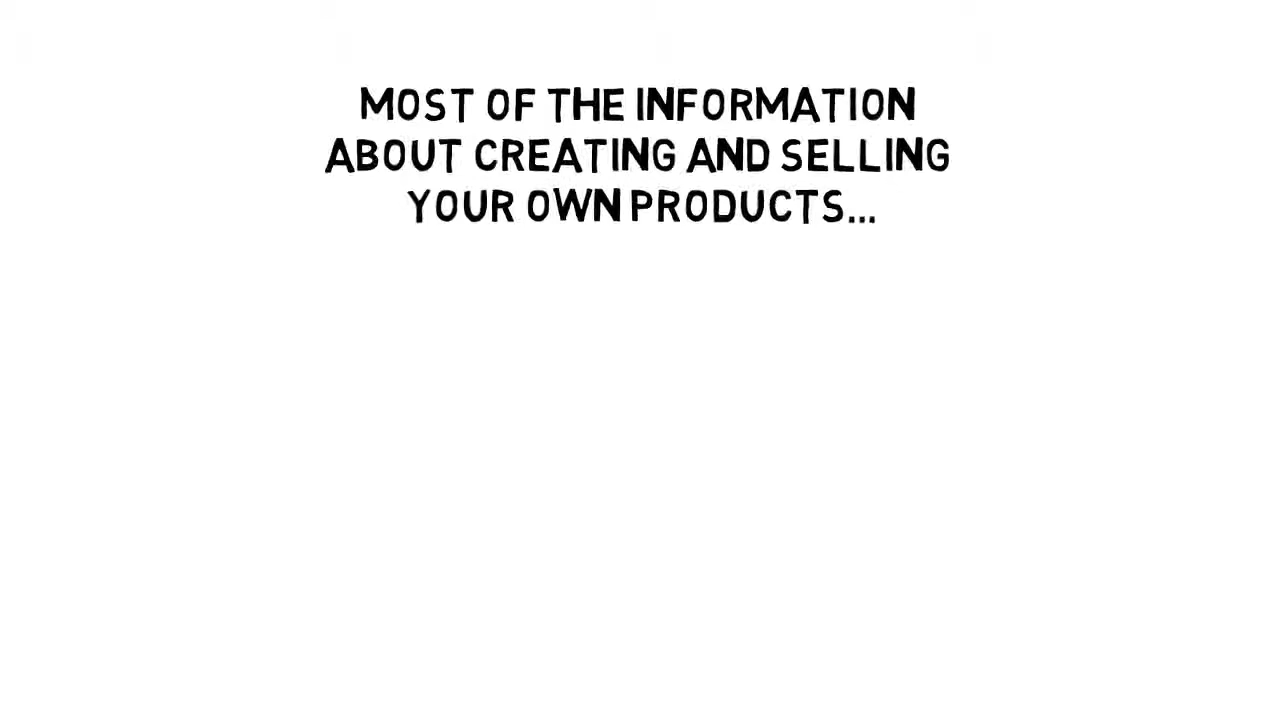 MOST OF THE INFORMATION
ABOUT CREATING AND SELLING
YOUR OWN PRODUCTS...